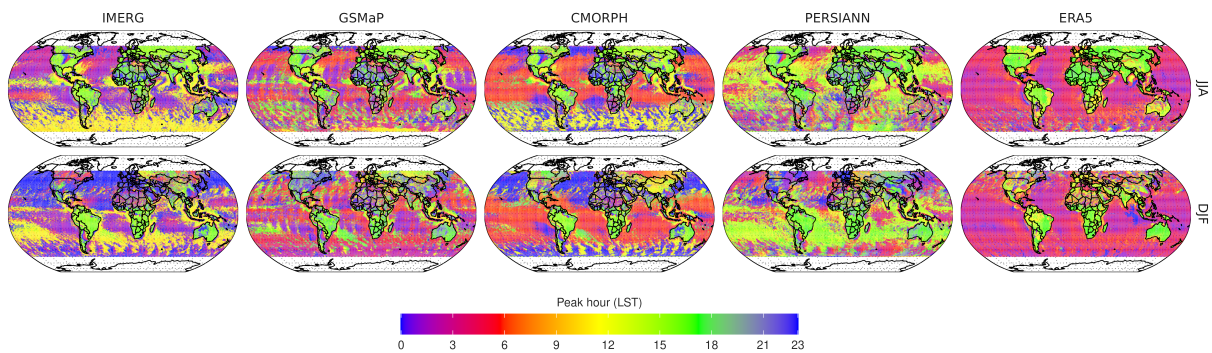 IMERG GSMaP CMORPH PERSIANN ERA5
JJA
DJF
Peak hour (LST)
0 3 6 9 12 15 18 21 23